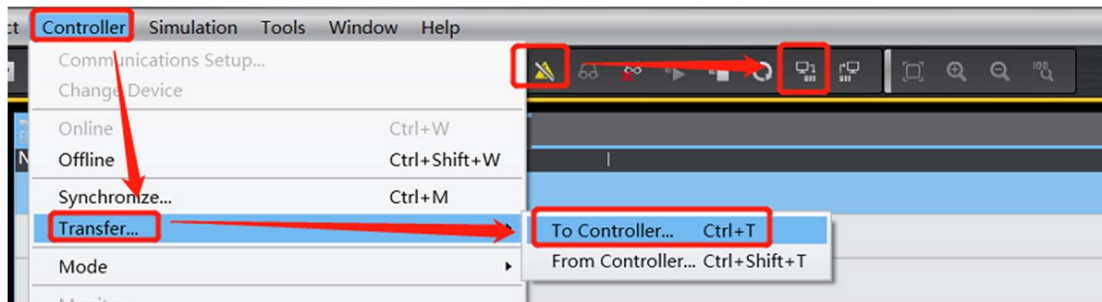 ct Controller Simulation Tools Window Help
Communications Setup...
Change Device
Online Ctrl+W
Offline Ctrl+Shift+W
Synchronize... Ctrl+M
Transfer...
To Controller... Ctrl+T
Mode
From Controller... Ctrl+Shift+T